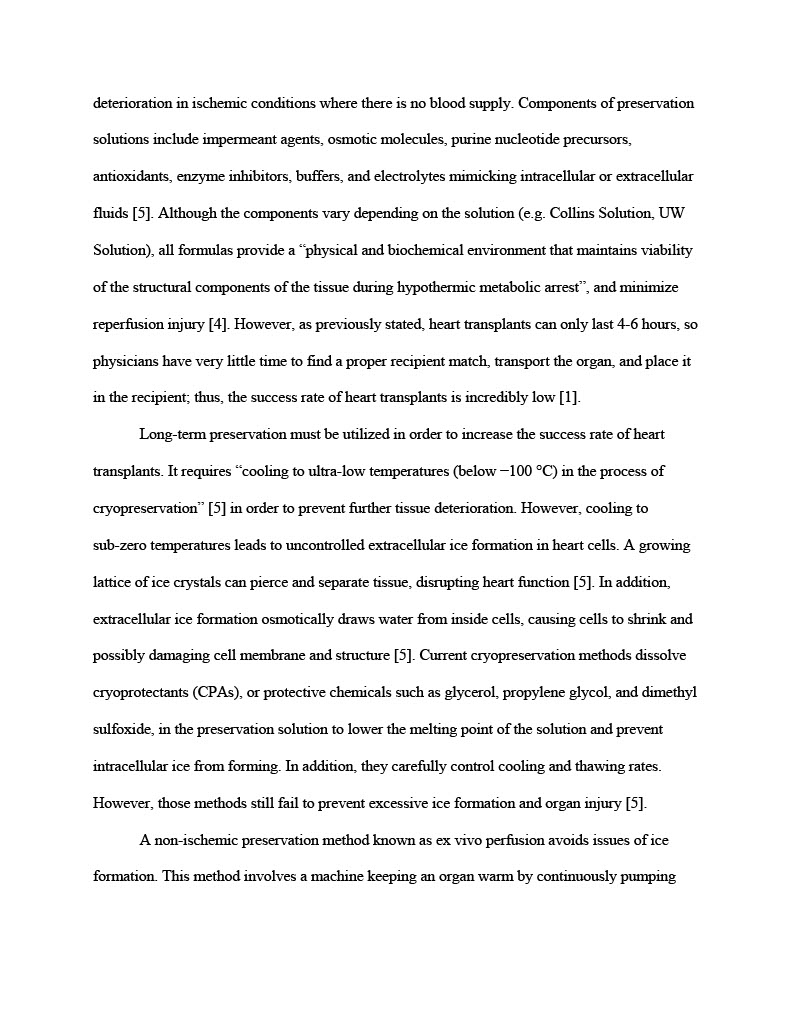 deterioration in ischemic conditions where there is no blood supply. Components of preservation
solutions include impermeant agents, osmotic molecules, purine nucleotide precursors,
antioxidants, enzyme inhibitors, buffers, and electrolytes mimicking intracellular or extracellular
fluids [5]. Although the components vary depending on the solution (e.g. Collins Solution, UW
Solution), all formulas provide a “physical and biochemical environment that maintains viability
of the structural components of the tissue during hypothermic metabolic arrest”, and minimize
reperfusion injury [4]. However, as previously stated, heart transplants can only last 4-6 hours, so
physicians have very little time to find a proper recipient match, transport the organ, and place it
in the recipient; thus, the success rate of heart transplants is incredibly low [1].
Long-term preservation must be utilized in order to increase the success rate of heart
transplants. It requires “cooling to ultra-low temperatures (below −100 °C) in the process of
cryopreservation” [5] in order to prevent further tissue deterioration. However, cooling to
sub-zero temperatures leads to uncontrolled extracellular ice formation in heart cells. A growing
lattice of ice crystals can pierce and separate tissue, disrupting heart function [5]. In addition,
extracellular ice formation osmotically draws water from inside cells, causing cells to shrink and
possibly damaging cell membrane and structure [5]. Current cryopreservation methods dissolve
cryoprotectants (CPAs), or protective chemicals such as glycerol, propylene glycol, and dimethyl
sulfoxide, in the preservation solution to lower the melting point of the solution and prevent
intracellular ice from forming. In addition, they carefully control cooling and thawing rates.
However, those methods still fail to prevent excessive ice formation and organ injury [5].
A non-ischemic preservation method known as ex vivo perfusion avoids issues of ice
formation. This method involves a machine keeping an organ warm by continuously pumping